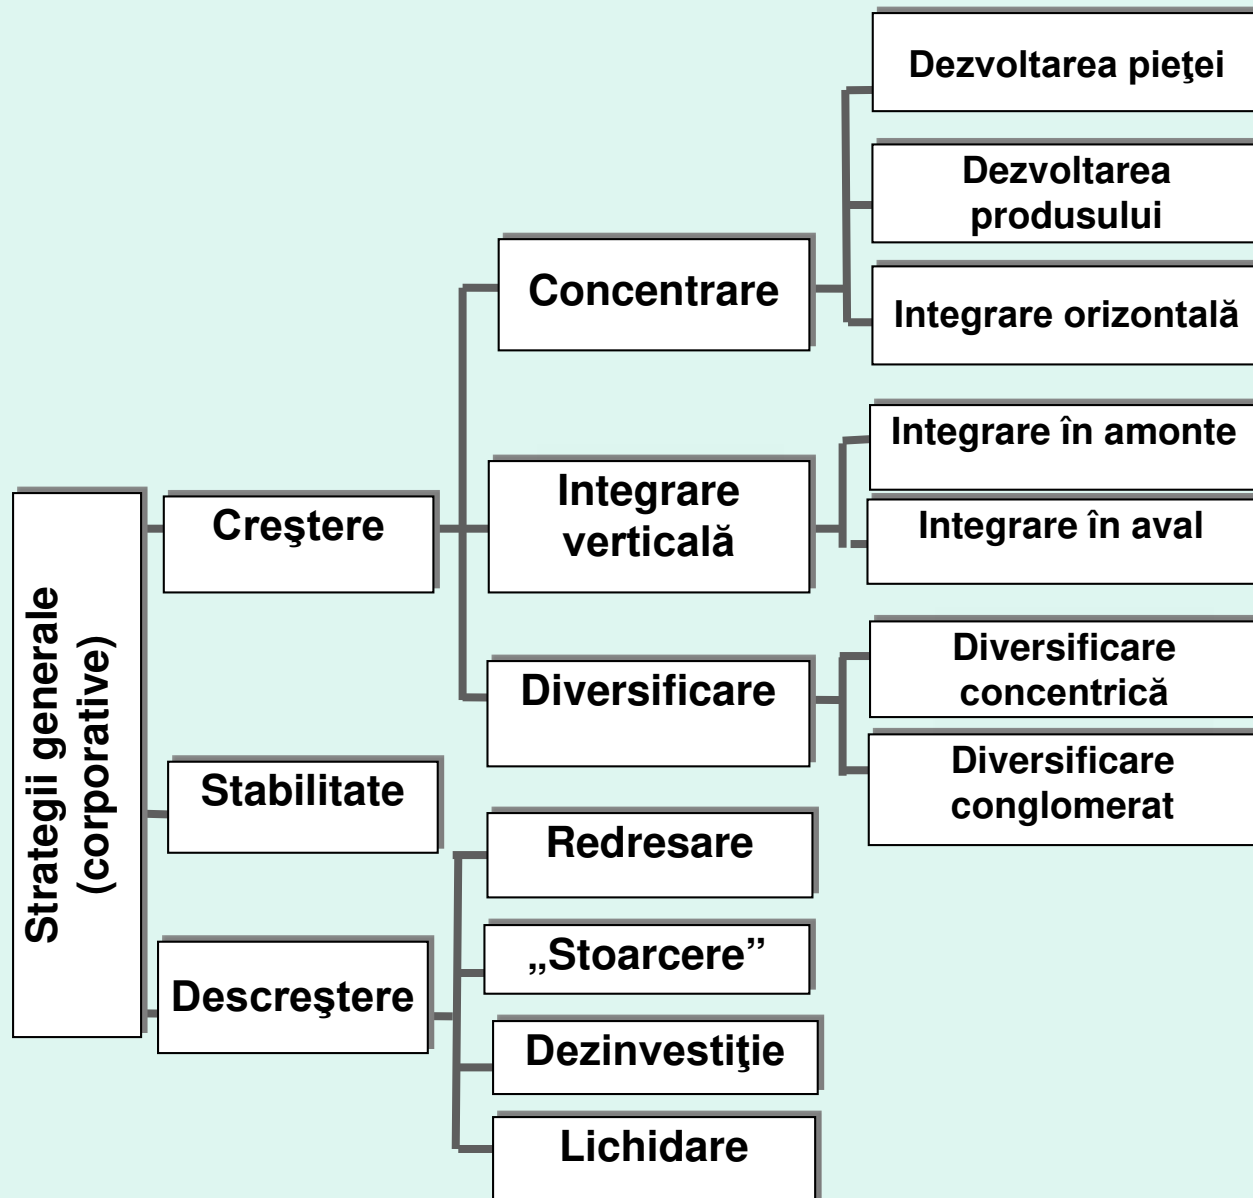 Strategii generale
(corporative)
Creştere
Concentrare
Dezvoltarea pieţei
Dezvoltarea
produsului
Integrare orizontală
Integrare
verticală
Integrare în amonte
Integrare în aval
Diversificare
Diversificare
concentrică
Diversificare
conglomerat
Stabilitate
Descreştere
Redresare
„Stoarcere”
Dezinvestiţie
Lichidare